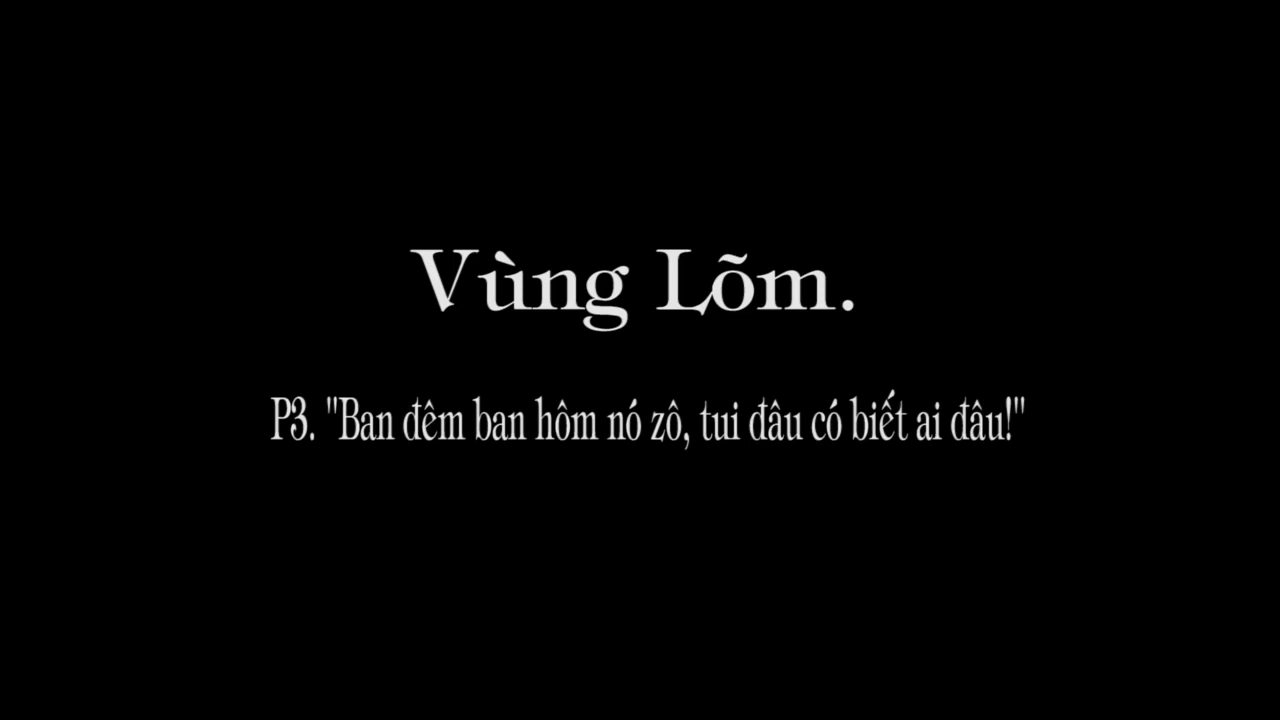 Vùng Lõm.
P3. "Ban đêm ban hôm nó zô, tui đâu có biết ai đâu!"